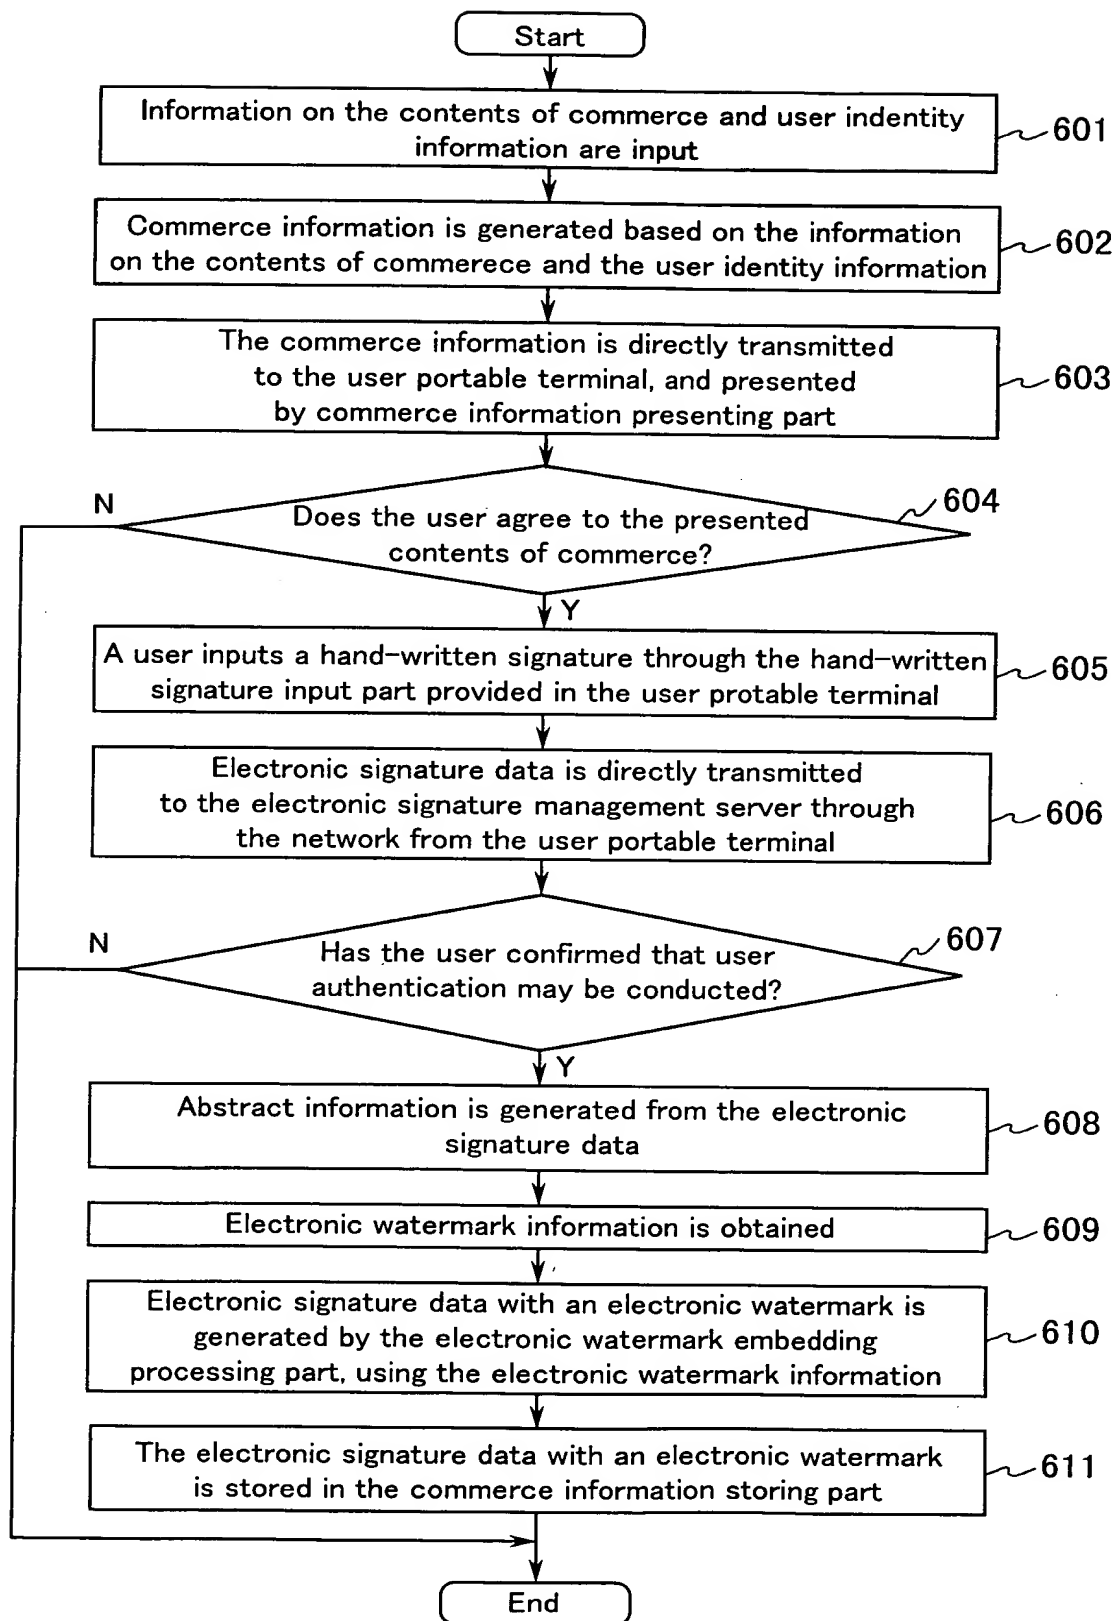 Start
Information on the contents of commerce and user indentity
information are input
601
Commerce information is generated based on the information
on the contents of commerece and the user identity information
602
The commerce information is directly transmitted
to the user portable terminal, and presented
by commerce information presenting part
603
N
604
Does the user agree to the presented
contents of commerce?
Y
A user inputs a hand-written signature through the hand-written
signature input part provided in the user protable terminal
605
Electronic signature data is directly transmitted
to the electronic signature management server through
the network from the user portable terminal
606
N
607
Has the user confirmed that user
authentication may be conducted?
Y
Abstract information is generated from the electronic
signature data
608
Electronic watermark information is obtained
609
Electronic signature data with an electronic watermark is
generated by the electronic watermark embedding
processing part, using the electronic watermark information
610
The electronic signature data with an electronic watermark
is stored in the commerce information storing part
611
End